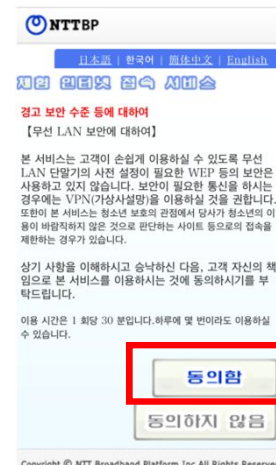 NTTBP
日本語 | 한국어 | 简体中文 | English
제한 인터넷 접속 서비스
경고 보안 수준 등에 대하여
【무선 LAN 보안에 대하여】
본 서비스는 고객이 손쉽게 이용하실 수 있도록 무선
LAN 단말기의 사전 설정이 필요한 WEP 등의 보안은
사용하고 있지 않습니다. 보안이 필요한 통신을 하시는
경우에는 VPN(가상사설망)을 이용하실 것을 권합니다.
또한이 본 서비스는 청소년 보호의 관점에서 당사가 청소년의 이
용이 바람직하지 않은 것으로 판단하는 사이트 등으로의 접속을
제한하는 경우가 있습니다.
상기 사항을 이해하시고 승낙하신 다음, 고객 자신의 책
임으로 본 서비스를 이용하시는 것에 동의하시기를 부
탁드립니다.
이용 시간은 1 회당 30 분입니다.하루에 몇 번이라도 이용하실
수 있습니다.
동의함
동의하지 않음
Copyright © NTT Broadband Platform Inc All Rights Reserve